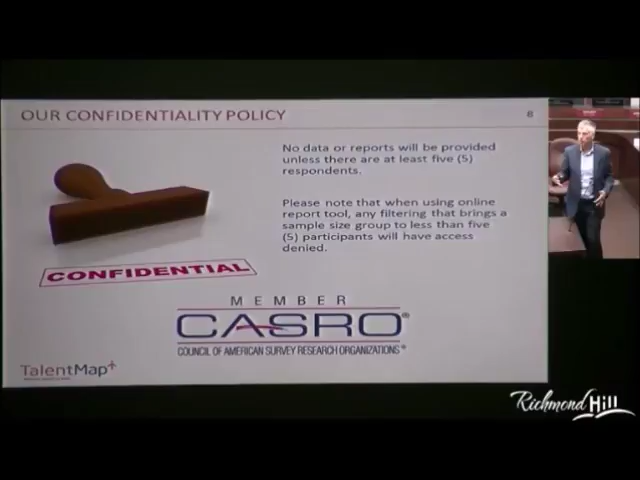 OUR CONFIDENTIALITY POLICY
8
No data or reports will be provided
unless there are at least five (5)
respondents.
Please note that when using online
report tool, any filtering that brings a
sample size group to less than five
(5) participants will have access
denied.
CONFIDENTIAL
MEMBER
CASRO®
COUNCIL OF AMERICAN SURVEY RESEARCH ORGANIZATIONS®
TalentMap+
Richmond Hill